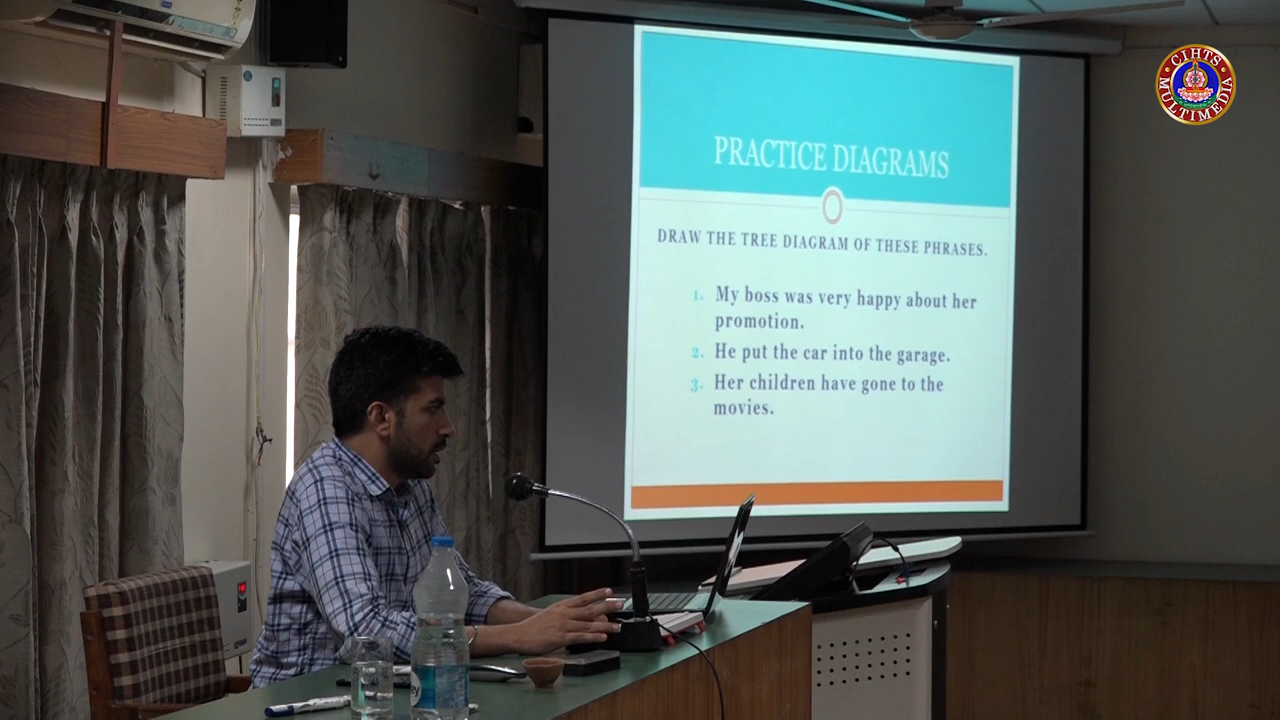 CIHTS
MULTIMEDIA
PRACTICE DIAGRAMS
DRAW THE TREE DIAGRAM OF THESE PHRASES.
1. My boss was very happy about her
promotion.
2. He put the car into the garage.
3. Her children have gone to the
movies.